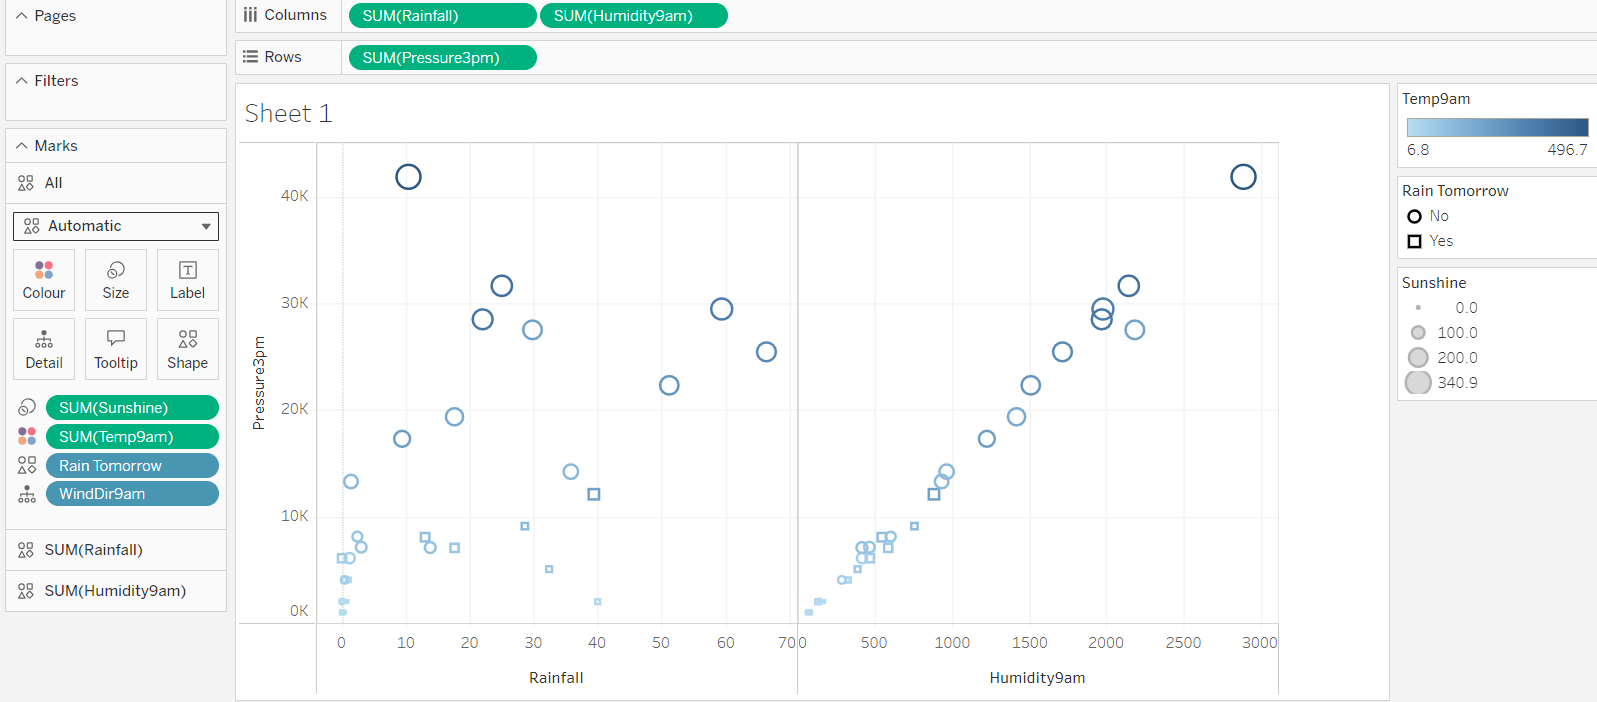 Pages
Columns
SUM(Rainfall)
SUM(Humidity9am)
Rows
SUM(Pressure3pm)
Filters
Marks
All
Automatic
Colour
Size
Label
Detail
Tooltip
Shape
SUM(Sunshine)
SUM(Temp9am)
Rain Tomorrow
WindDir9am
SUM(Rainfall)
SUM(Humidity9am)
Sheet 1
Pressure3pm
40K
30K
20K
10K
0K
0 10 20 30 40 50 60 70
0 500 1000 1500 2000 2500 3000
Rainfall
Humidity9am
Temp9am
6.8 496.7
Rain Tomorrow
No
Yes
Sunshine
0.0
100.0
200.0
340.9